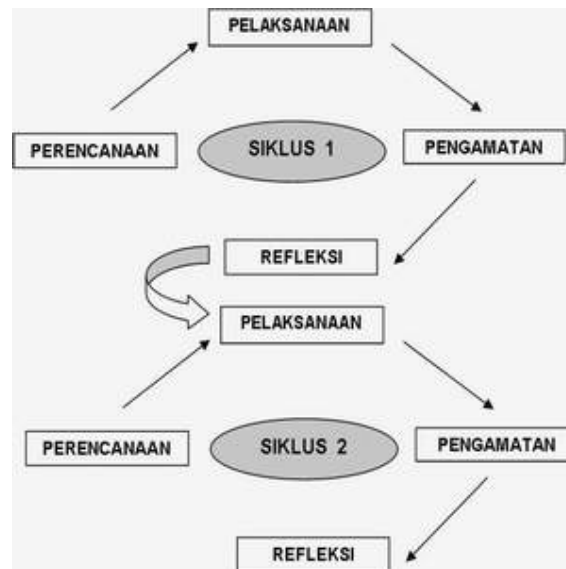 PELAKSANAAN
PERENCANAAN
SIKLUS 1
PENGAMATAN
REFLEKSI
PELAKSANAAN
PERENCANAAN
SIKLUS 2
PENGAMATAN
REFLEKSI